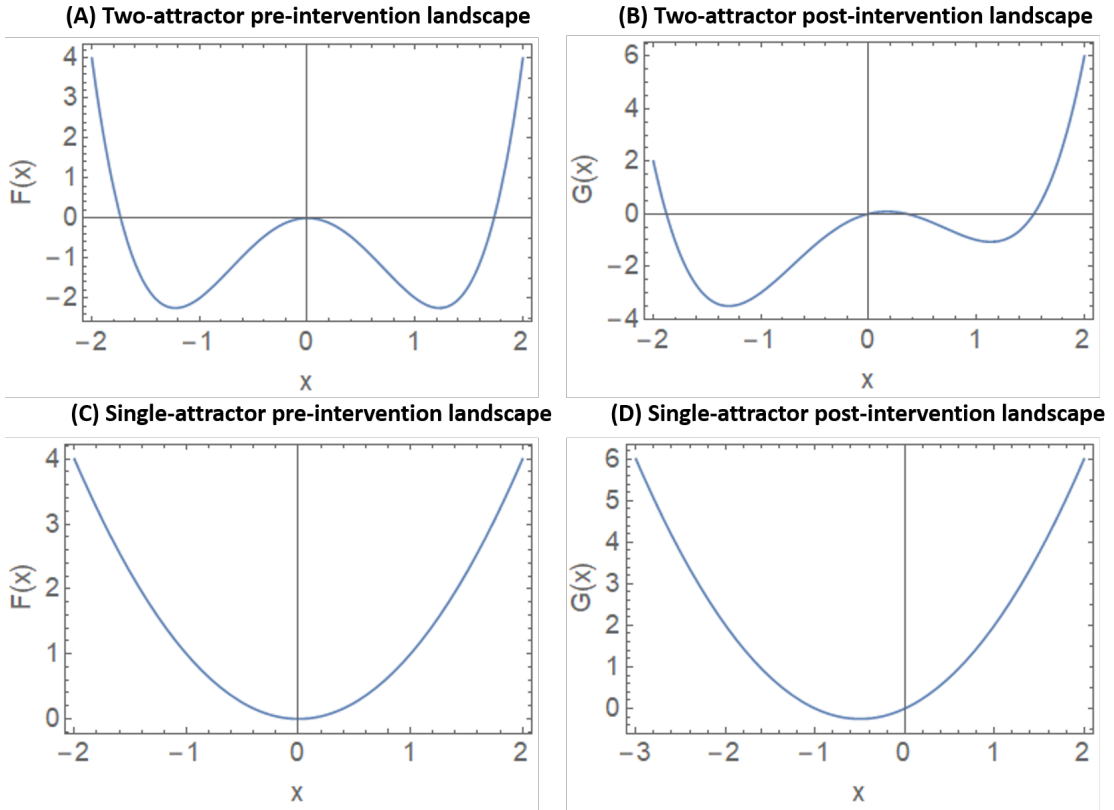 (A) Two-attractor pre-intervention landscape
(B) Two-attractor post-intervention landscape
4
3
2
1
0
−1
−2
F(x)
−2 −1 0 1 2
x
6
4
2
0
−2
−4
G(x)
−2 −1 0 1 2
x
(C) Single-attractor pre-intervention landscape
(D) Single-attractor post-intervention landscape
4
3
2
1
0
F(x)
−2 −1 0 1 2
x
6
5
4
3
2
1
0
G(x)
−3 −2 −1 0 1 2
x